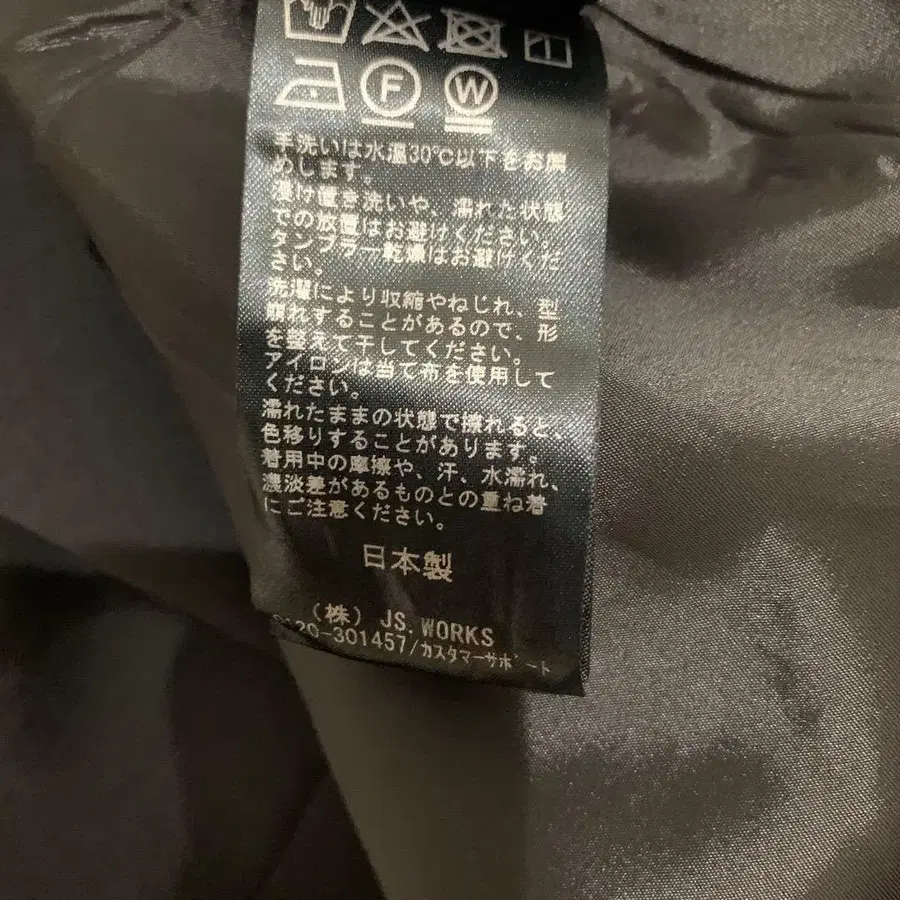 F W
手洗いは水温30℃以下をお薦
めします。
浸け置き洗いや、濡れた状態
での放置はお避けください。
タンブラー乾燥はお避けくだ
さい。
洗濯により収縮やねじれ、型
崩れすることがあるので、形
を整えて干してください。
アイロンは当て布を使用して
ください。
濡れたままの状態で擦れると、
色移りすることがあります。
着用中の摩擦や、汗、水濡れ、
濃淡差があるものとの重ね着
にご注意ください。
日本製
(株) JS.WORKS
0120-301457/カスタマーサポート